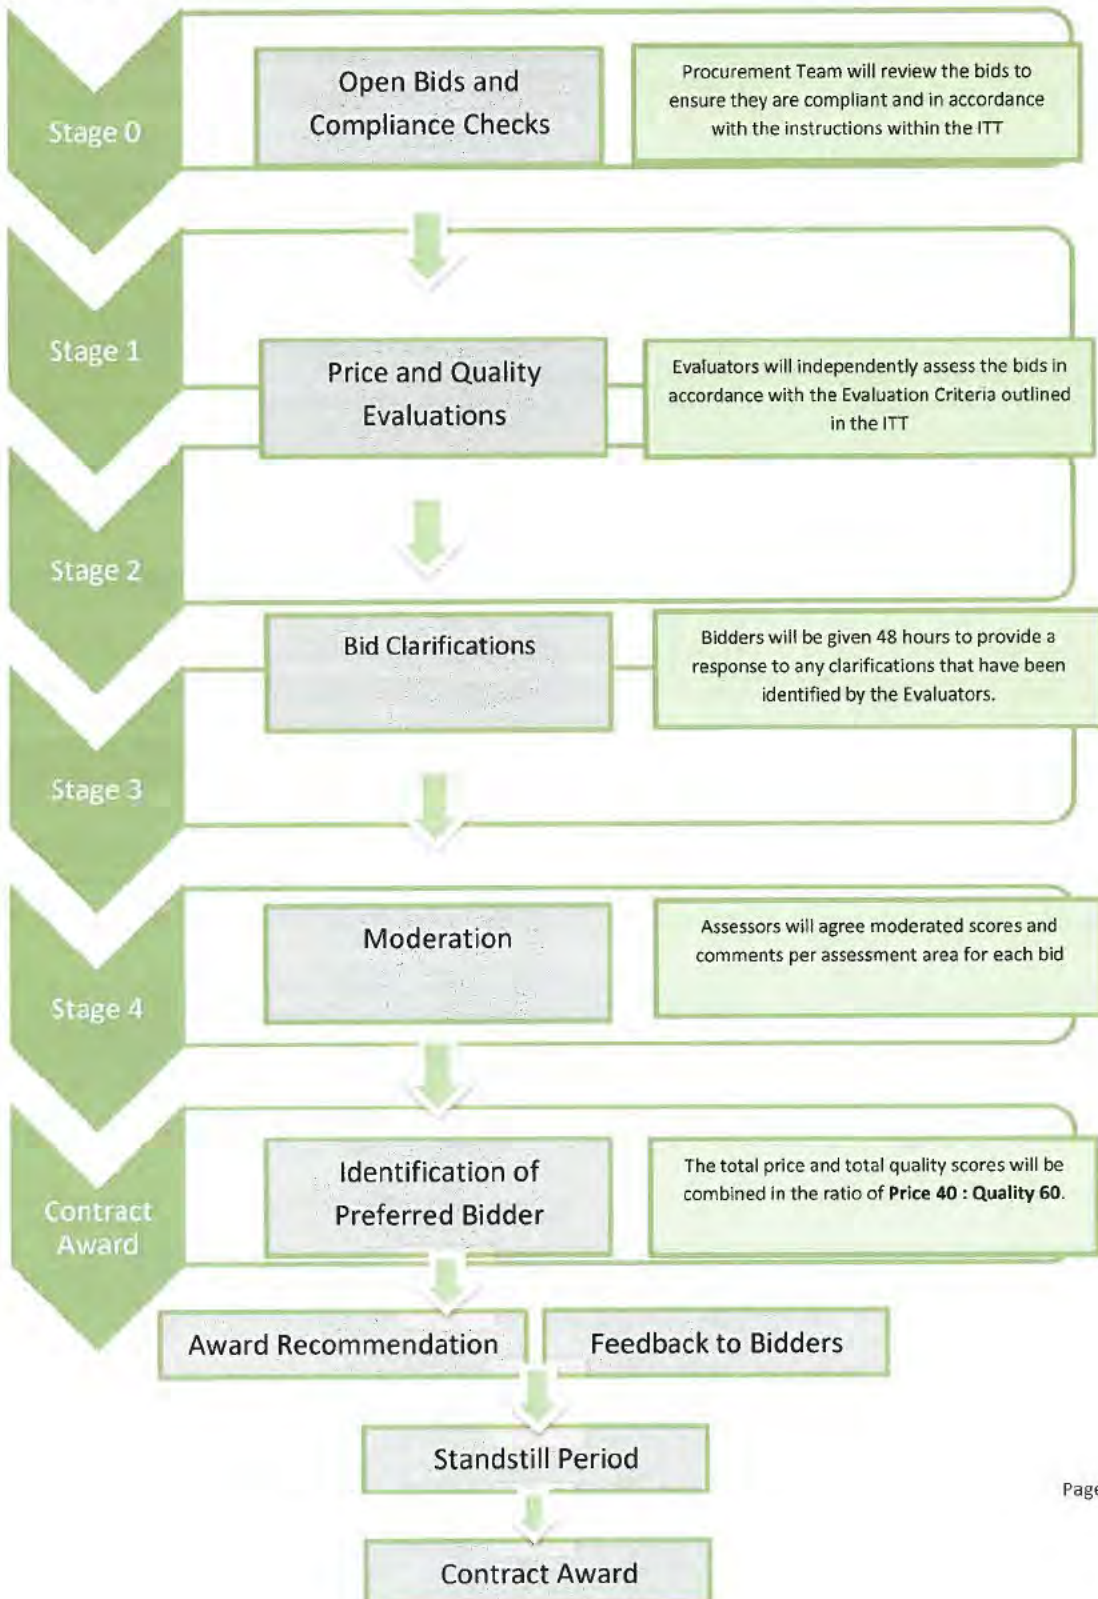 Stage 0
Open Bids and
Compliance Checks
Procurement Team will review the bids to
ensure they are compliant and in accordance
with the instructions within the ITT
Stage 1
Price and Quality
Evaluations
Evaluators will independently assess the bids in
accordance with the Evaluation Criteria outlined
in the ITT
Stage 2
Bid Clarifications
Bidders will be given 48 hours to provide a
response to any clarifications that have been
identified by the Evaluators.
Stage 3
Moderation
Assessors will agree moderated scores and
comments per assessment area for each bid
Stage 4
Identification of
Preferred Bidder
The total price and total quality scores will be
combined in the ratio of Price 40 : Quality 60.
Contract
Award
Award Recommendation
Feedback to Bidders
Standstill Period
Page
Contract Award